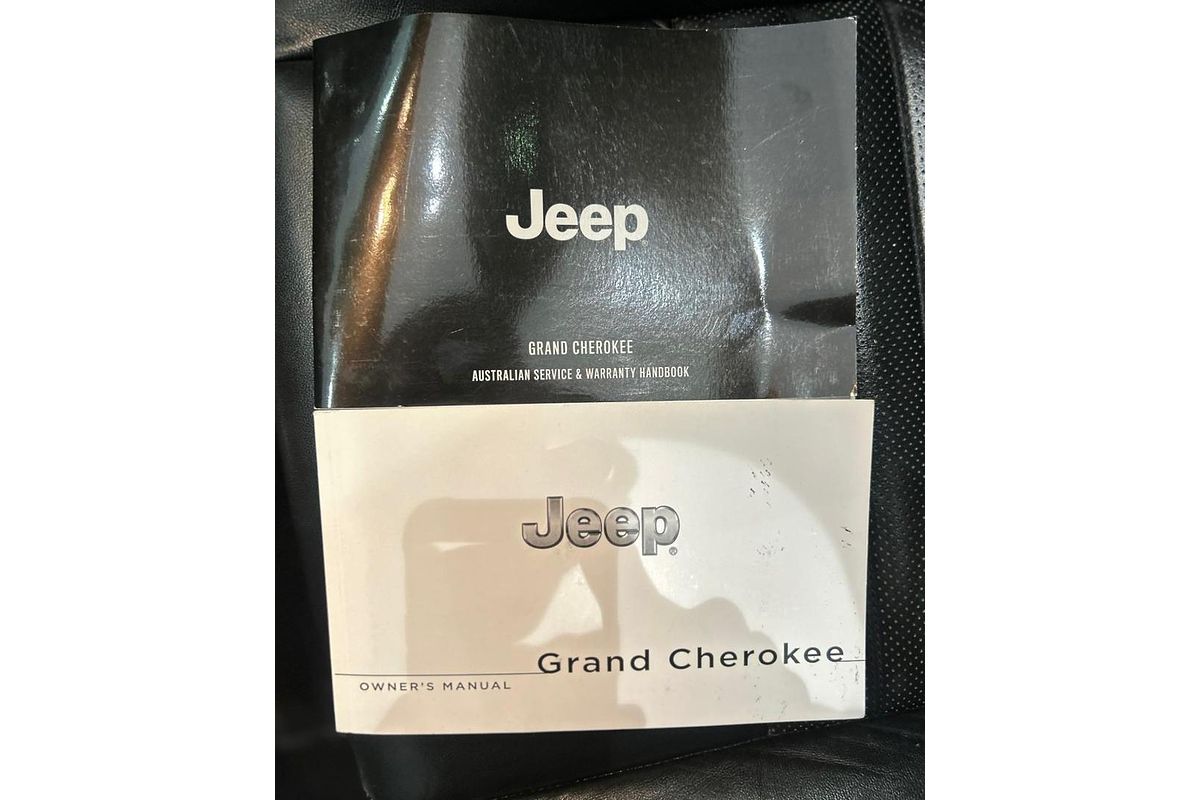 Jeep
GRAND CHEROKEE
AUSTRALIAN SERVICE & WARRANTY HANDBOOK
Jeep®
Grand Cherokee
OWNER'S MANUAL